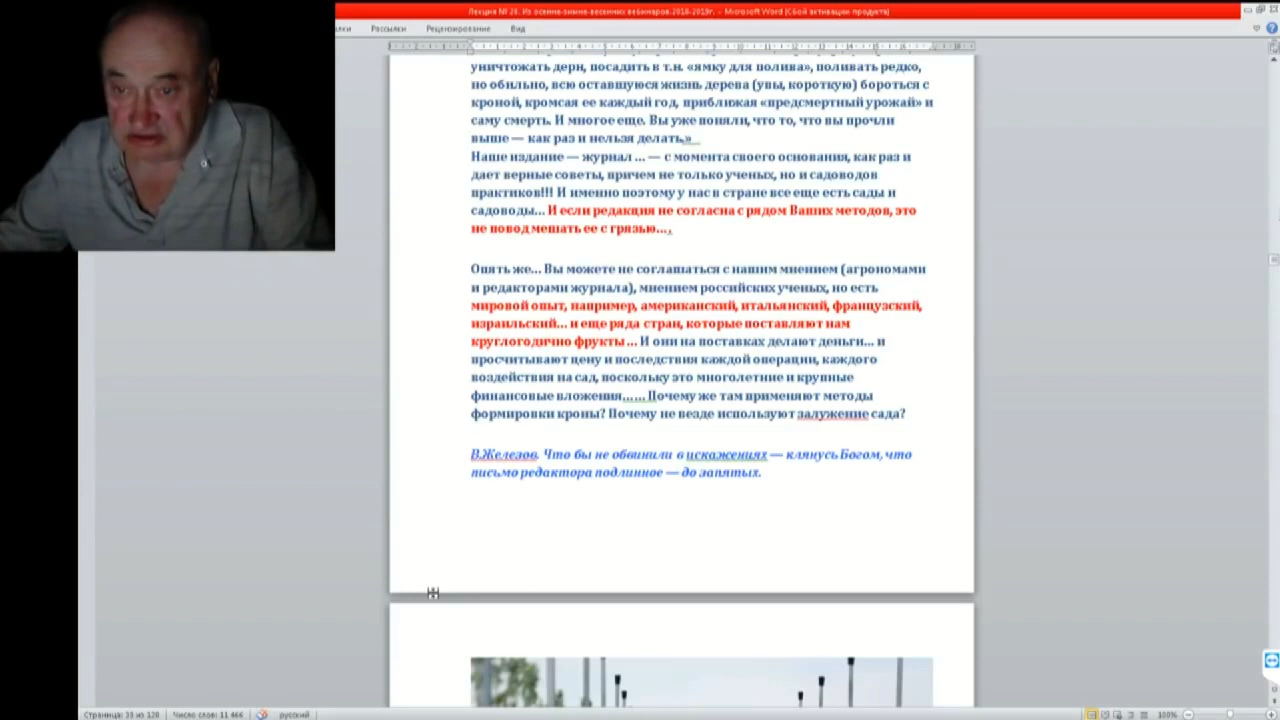 Лекция № 26. Из осенне-зимне-весенних вебинаров.2018-2019г. - Microsoft Word (Сбой активации продукта)
Рассылки Рецензирование Вид
уничтожать дерн, посадить в т.н. «ямку для полива», поливать редко,
но обильно, всю оставшуюся жизнь дерева (увы, короткую) бороться с
кроной, кромсая ее каждый год, приближая «предсмертный урожай» и
саму смерть. И многое еще. Вы уже поняли, что то, что вы прочли
выше — как раз и нельзя делать.»
Наше издание — журнал ... — с момента своего основания, как раз и
дает верные советы, причем не только ученых, но и садоводов
практиков!!! И именно поэтому у нас в стране все еще есть сады и
садоводы... И если редакция не согласна с рядом Ваших методов, это
не повод мешать ее с грязью....
Опять же... Вы можете не соглашаться с нашим мнением (агрономами
и редакторами журнала), мнением российских ученых, но есть
мировой опыт, например, американский, итальянский, французский,
израильский... и еще ряда стран, которые поставляют нам
круглогодично фрукты ... И они на поставках делают деньги... и
просчитывают цену и последствия каждой операции, каждого
воздействия на сад, поскольку это многолетние и крупные
финансовые вложения...... Почему же там применяют методы
формировки кроны? Почему не везде используют залужение сада?
В.Железов. Что бы не обвинили в искажениях — клянусь Богом, что
письмо редактора подлинное — до запятых.
Число слов: 11 466 русский 100%